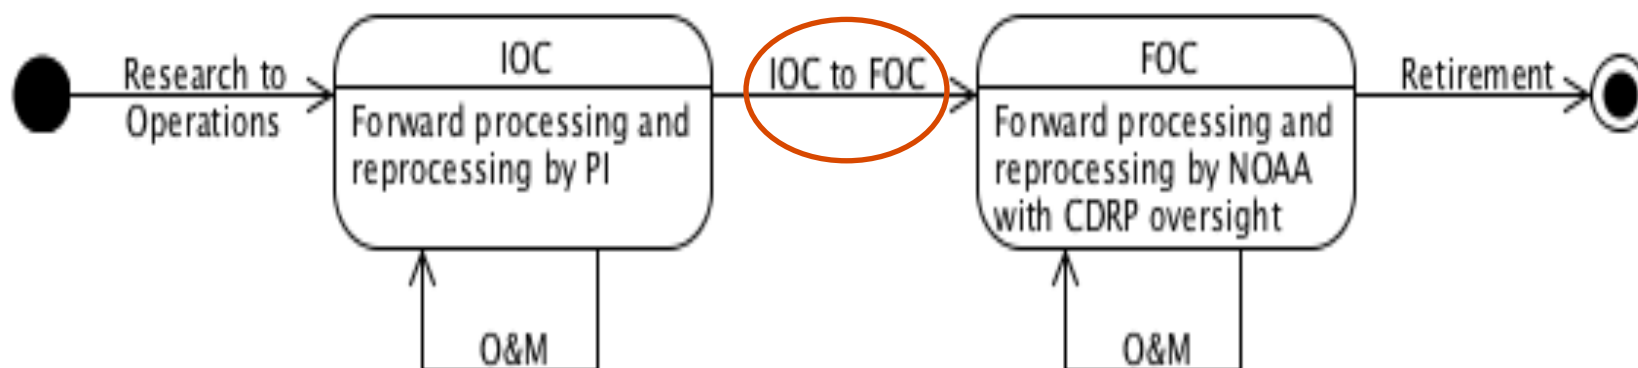 Research to
Operations
IOC
Forward processing and
reprocessing by PI
O&M
IOC to FOC
FOC
Forward processing and
reprocessing by NOAA
with CDRP oversight
O&M
Retirement